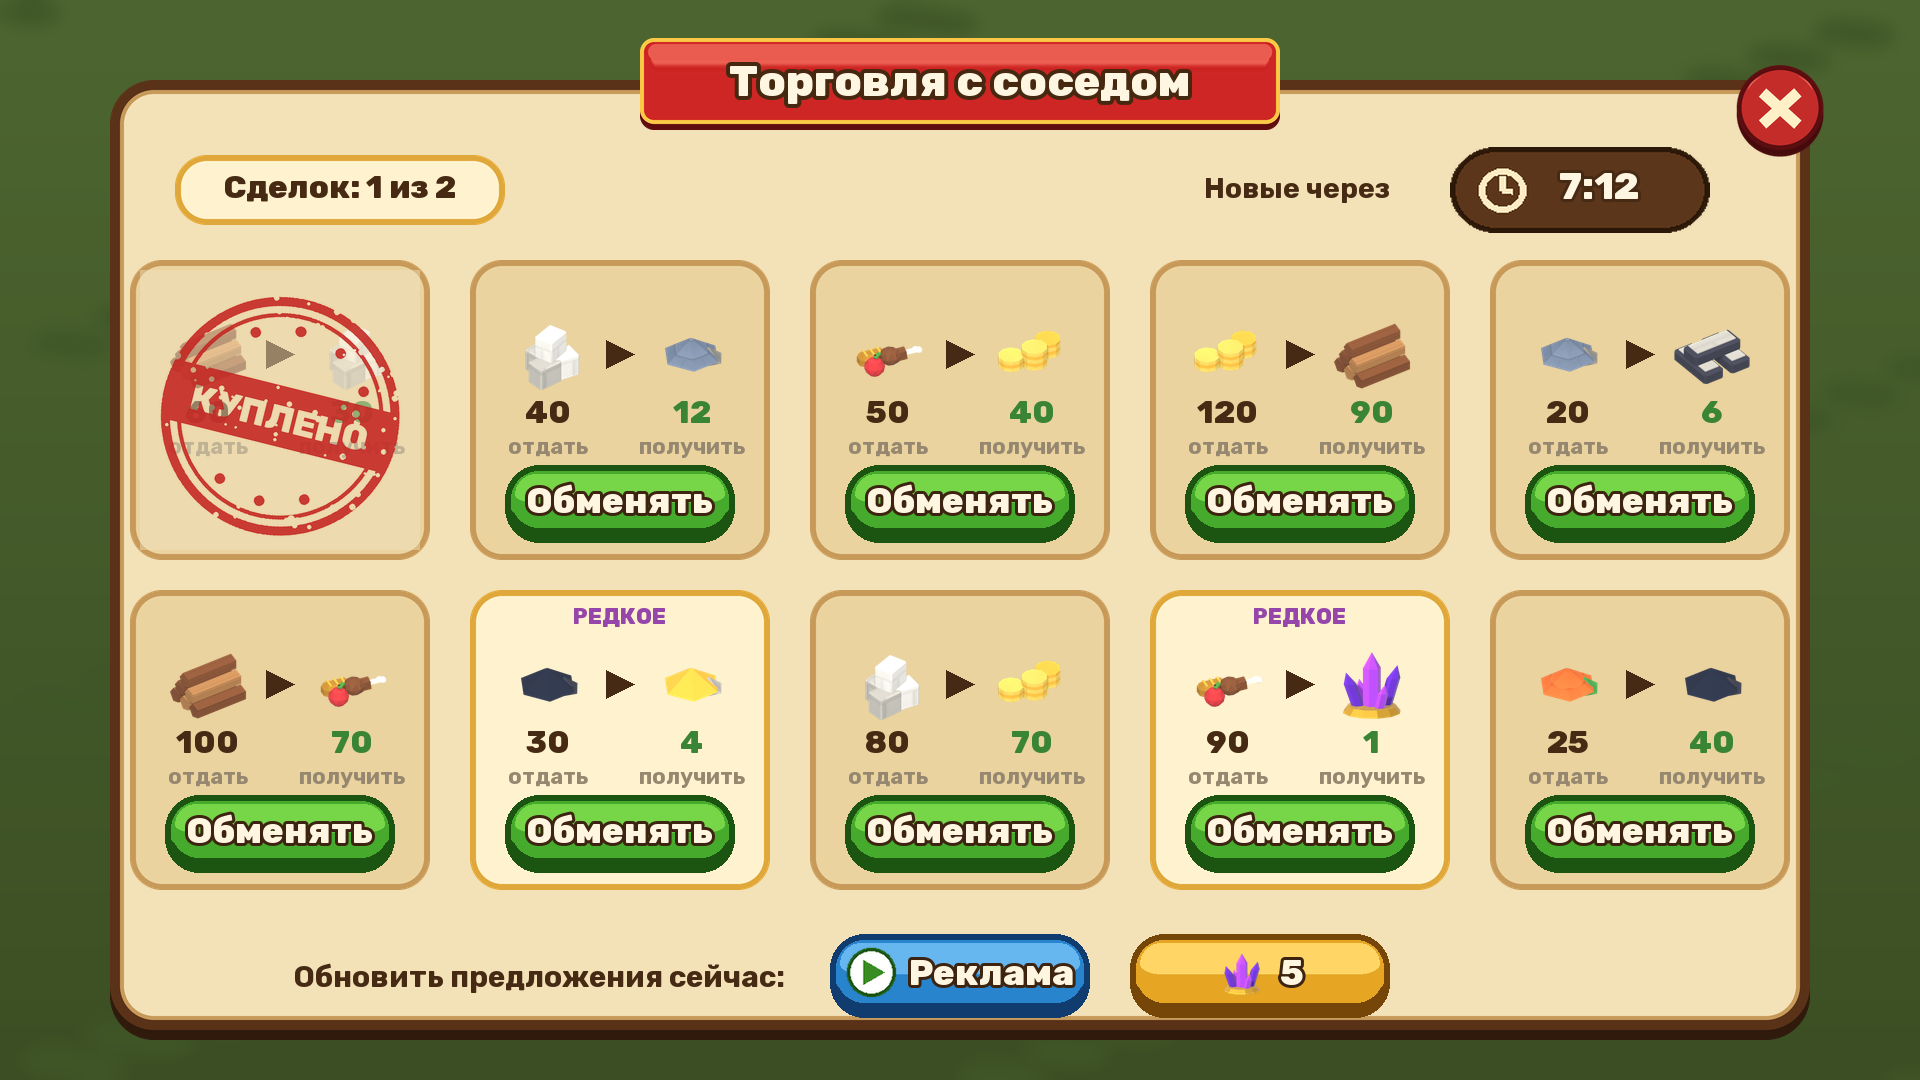 Торговля с соседом
Сделок: 1 из 2
Новые через
7:12
КУПЛЕНО
отдать
40 12
отдать получить
Обменять
50 40
отдать получить
Обменять
120 90
отдать получить
Обменять
20 6
отдать получить
Обменять
100 70
отдать получить
Обменять
РЕДКОЕ
30 4
отдать получить
Обменять
80 70
отдать получить
Обменять
РЕДКОЕ
90 1
отдать получить
Обменять
25 40
отдать получить
Обменять
Обновить предложения сейчас:
Реклама
5